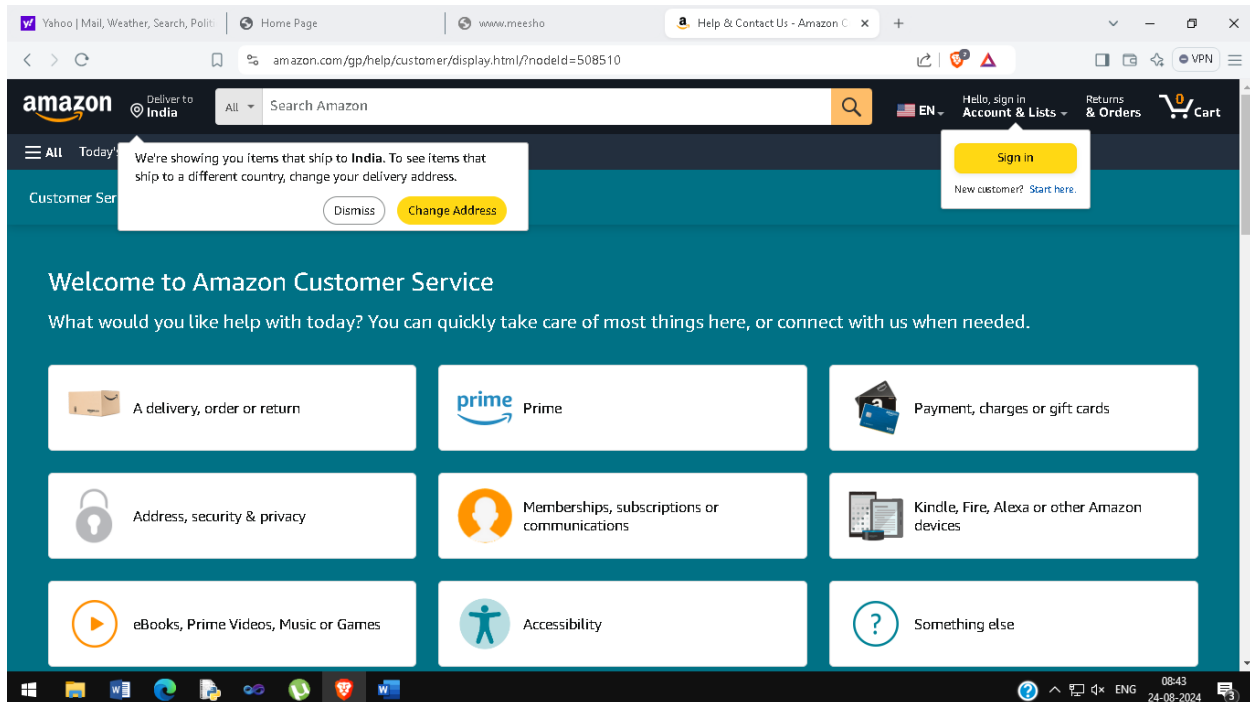 Yahoo | Mail, Weather, Search, Politi
Home Page
www.meesho
Help & Contact Us - Amazon C
amazon.com/gp/help/customer/display.html/?nodeId=508510
VPN
amazon
Deliver to
India
All
Search Amazon
EN
Hello, sign in
Account & Lists
Returns
& Orders
0
Cart
All
Today's
We're showing you items that ship to India. To see items that
ship to a different country, change your delivery address.
Dismiss
Change Address
Sign in
New customer? Start here.
Customer Ser
Welcome to Amazon Customer Service
What would you like help with today? You can quickly take care of most things here, or connect with us when needed.
A delivery, order or return
prime
Prime
Payment, charges or gift cards
Address, security & privacy
Memberships, subscriptions or
communications
Kindle, Fire, Alexa or other Amazon
devices
eBooks, Prime Videos, Music or Games
Accessibility
Something else
ENG
08:43
24-08-2024
3